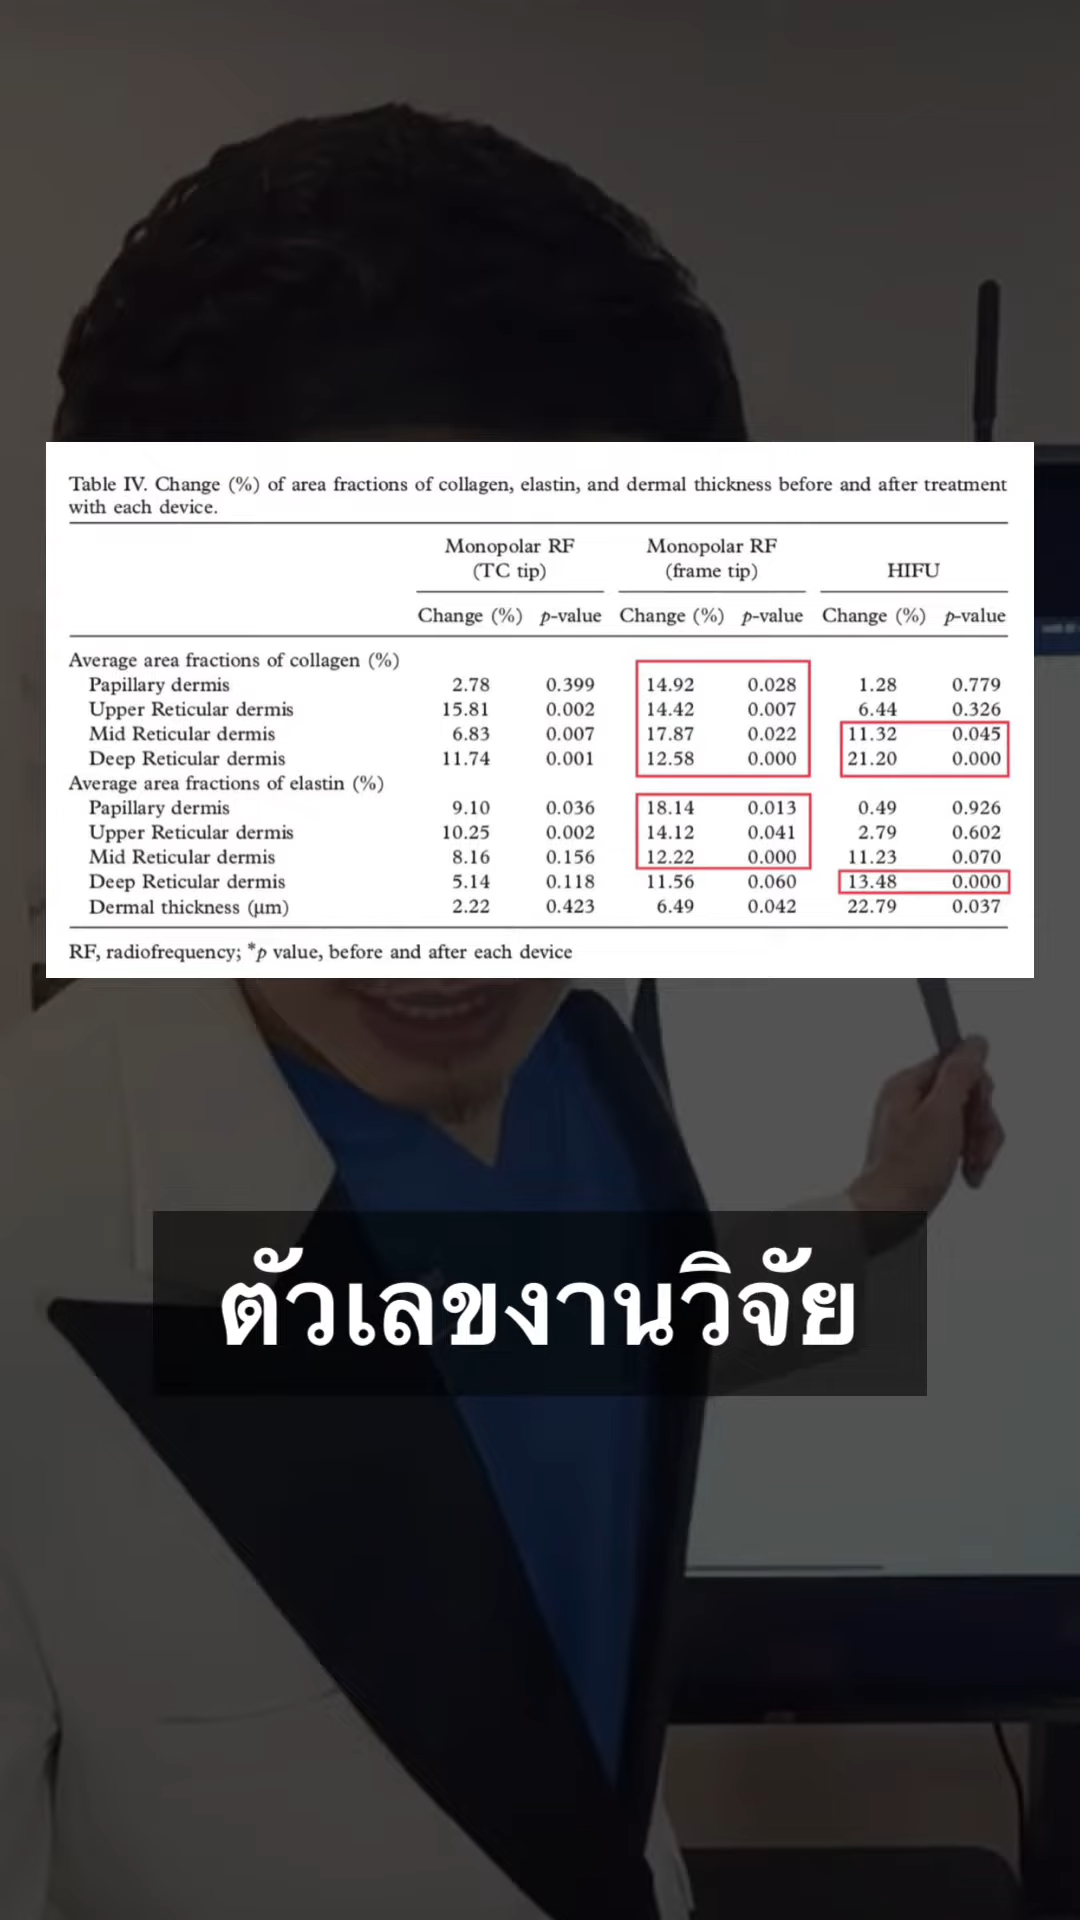 Table IV. Change (%) of area fractions of collagen, elastin, and dermal thickness before and after treatment
with each device.
Monopolar RF Monopolar RF
(TC tip) (frame tip) HIFU
Change (%) p-value Change (%) p-value Change (%) p-value
Average area fractions of collagen (%)
Papillary dermis 2.78 0.399 14.92 0.028 1.28 0.779
Upper Reticular dermis 15.81 0.002 14.42 0.007 6.44 0.326
Mid Reticular dermis 6.83 0.007 17.87 0.022 11.32 0.045
Deep Reticular dermis 11.74 0.001 12.58 0.000 21.20 0.000
Average area fractions of elastin (%)
Papillary dermis 9.10 0.036 18.14 0.013 0.49 0.926
Upper Reticular dermis 10.25 0.002 14.12 0.041 2.79 0.602
Mid Reticular dermis 8.16 0.156 12.22 0.000 11.23 0.070
Deep Reticular dermis 5.14 0.118 11.56 0.060 13.48 0.000
Dermal thickness (μm) 2.22 0.423 6.49 0.042 22.79 0.037
RF, radiofrequency; *p value, before and after each device
ตัวเลขงานวิจัย